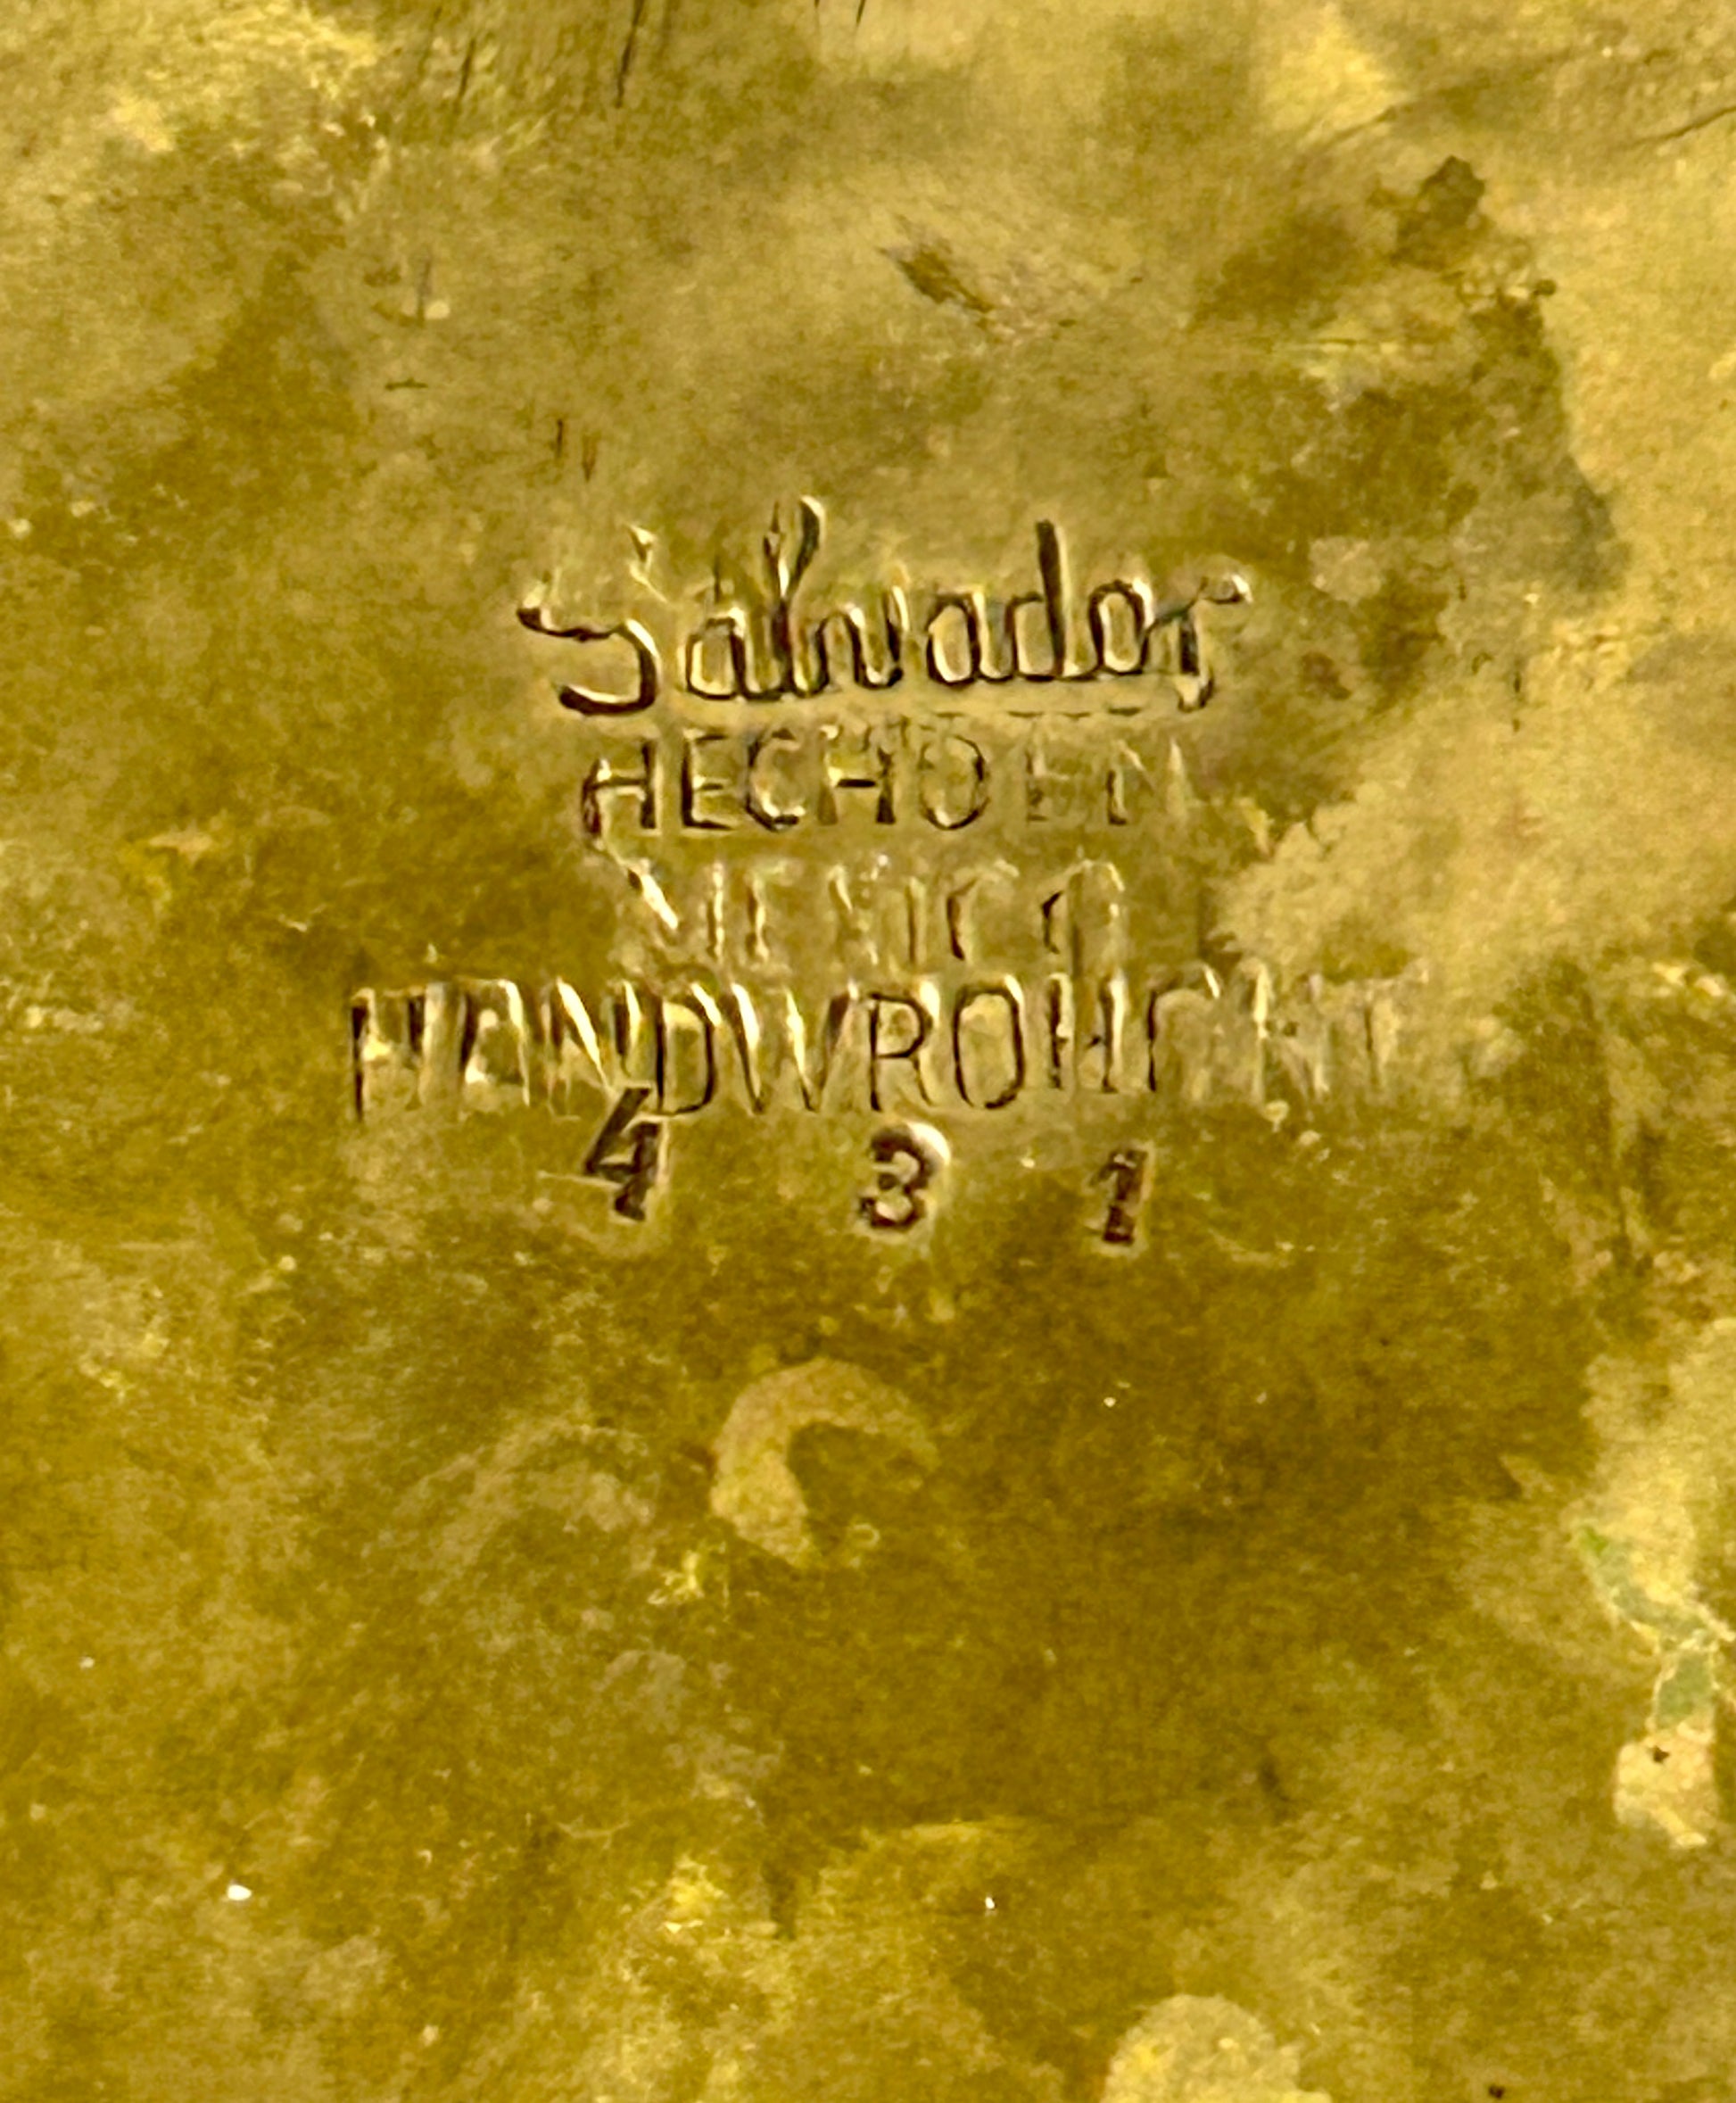 Salvador
HECHO EN
MEXICO
HANDWROUGHT
4 3 1